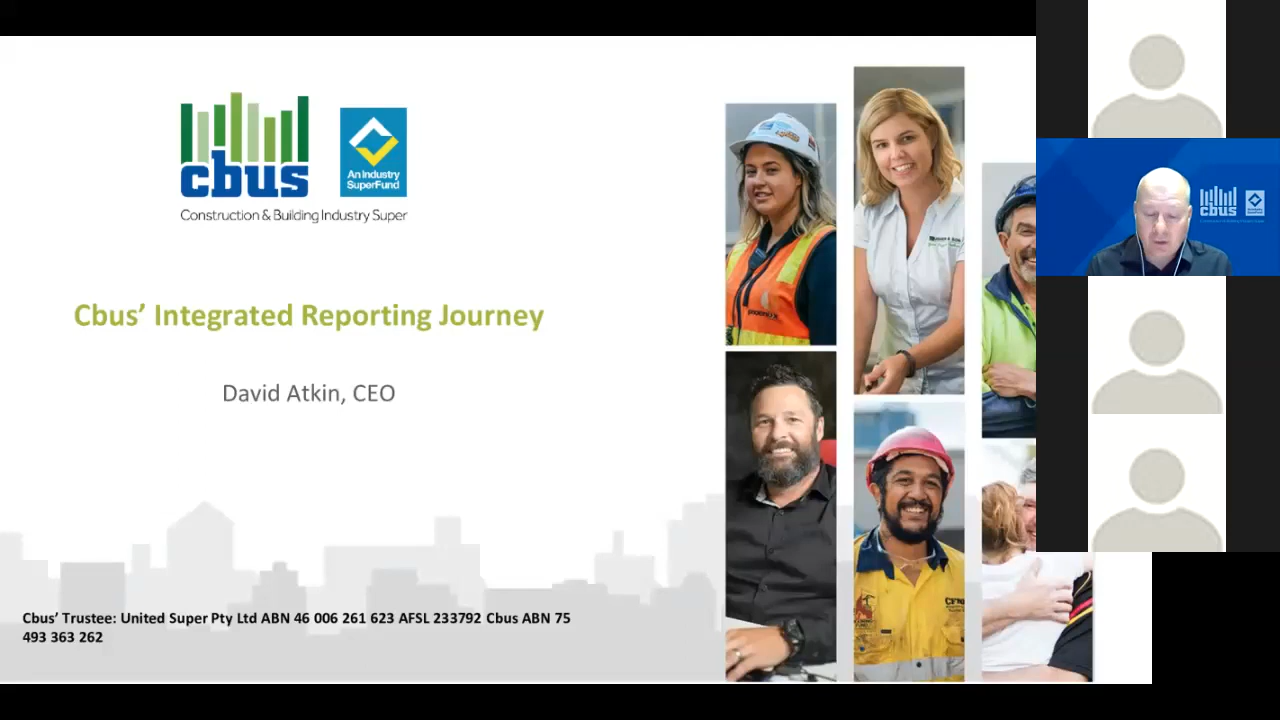 cbus
An Industry
SuperFund
Construction & Building Industry Super
Cbus’ Integrated Reporting Journey
David Atkin, CEO
Cbus’ Trustee: United Super Pty Ltd ABN 46 006 261 623 AFSL 233792 Cbus ABN 75
493 363 262
cbus